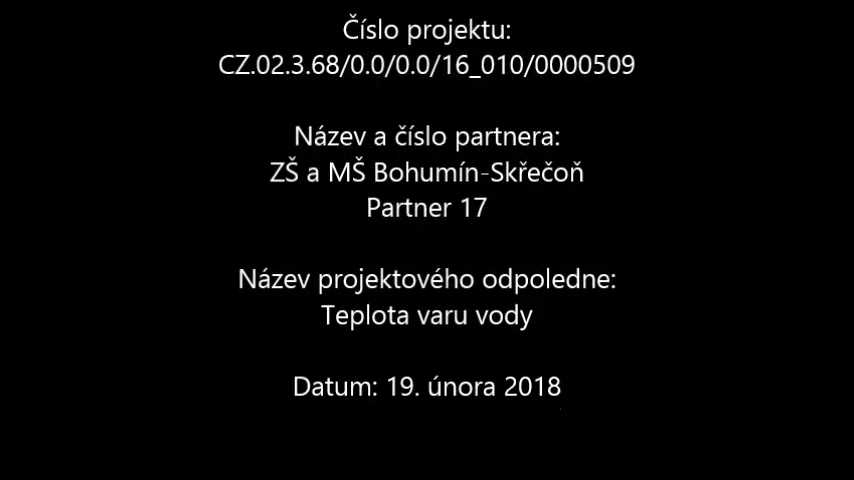 Číslo projektu:
CZ.02.3.68/0.0/0.0/16_010/0000509
Název a číslo partnera:
ZŠ a MŠ Bohumín-Skřečoň
Partner 17
Název projektového odpoledne:
Teplota varu vody
Datum: 19. února 2018